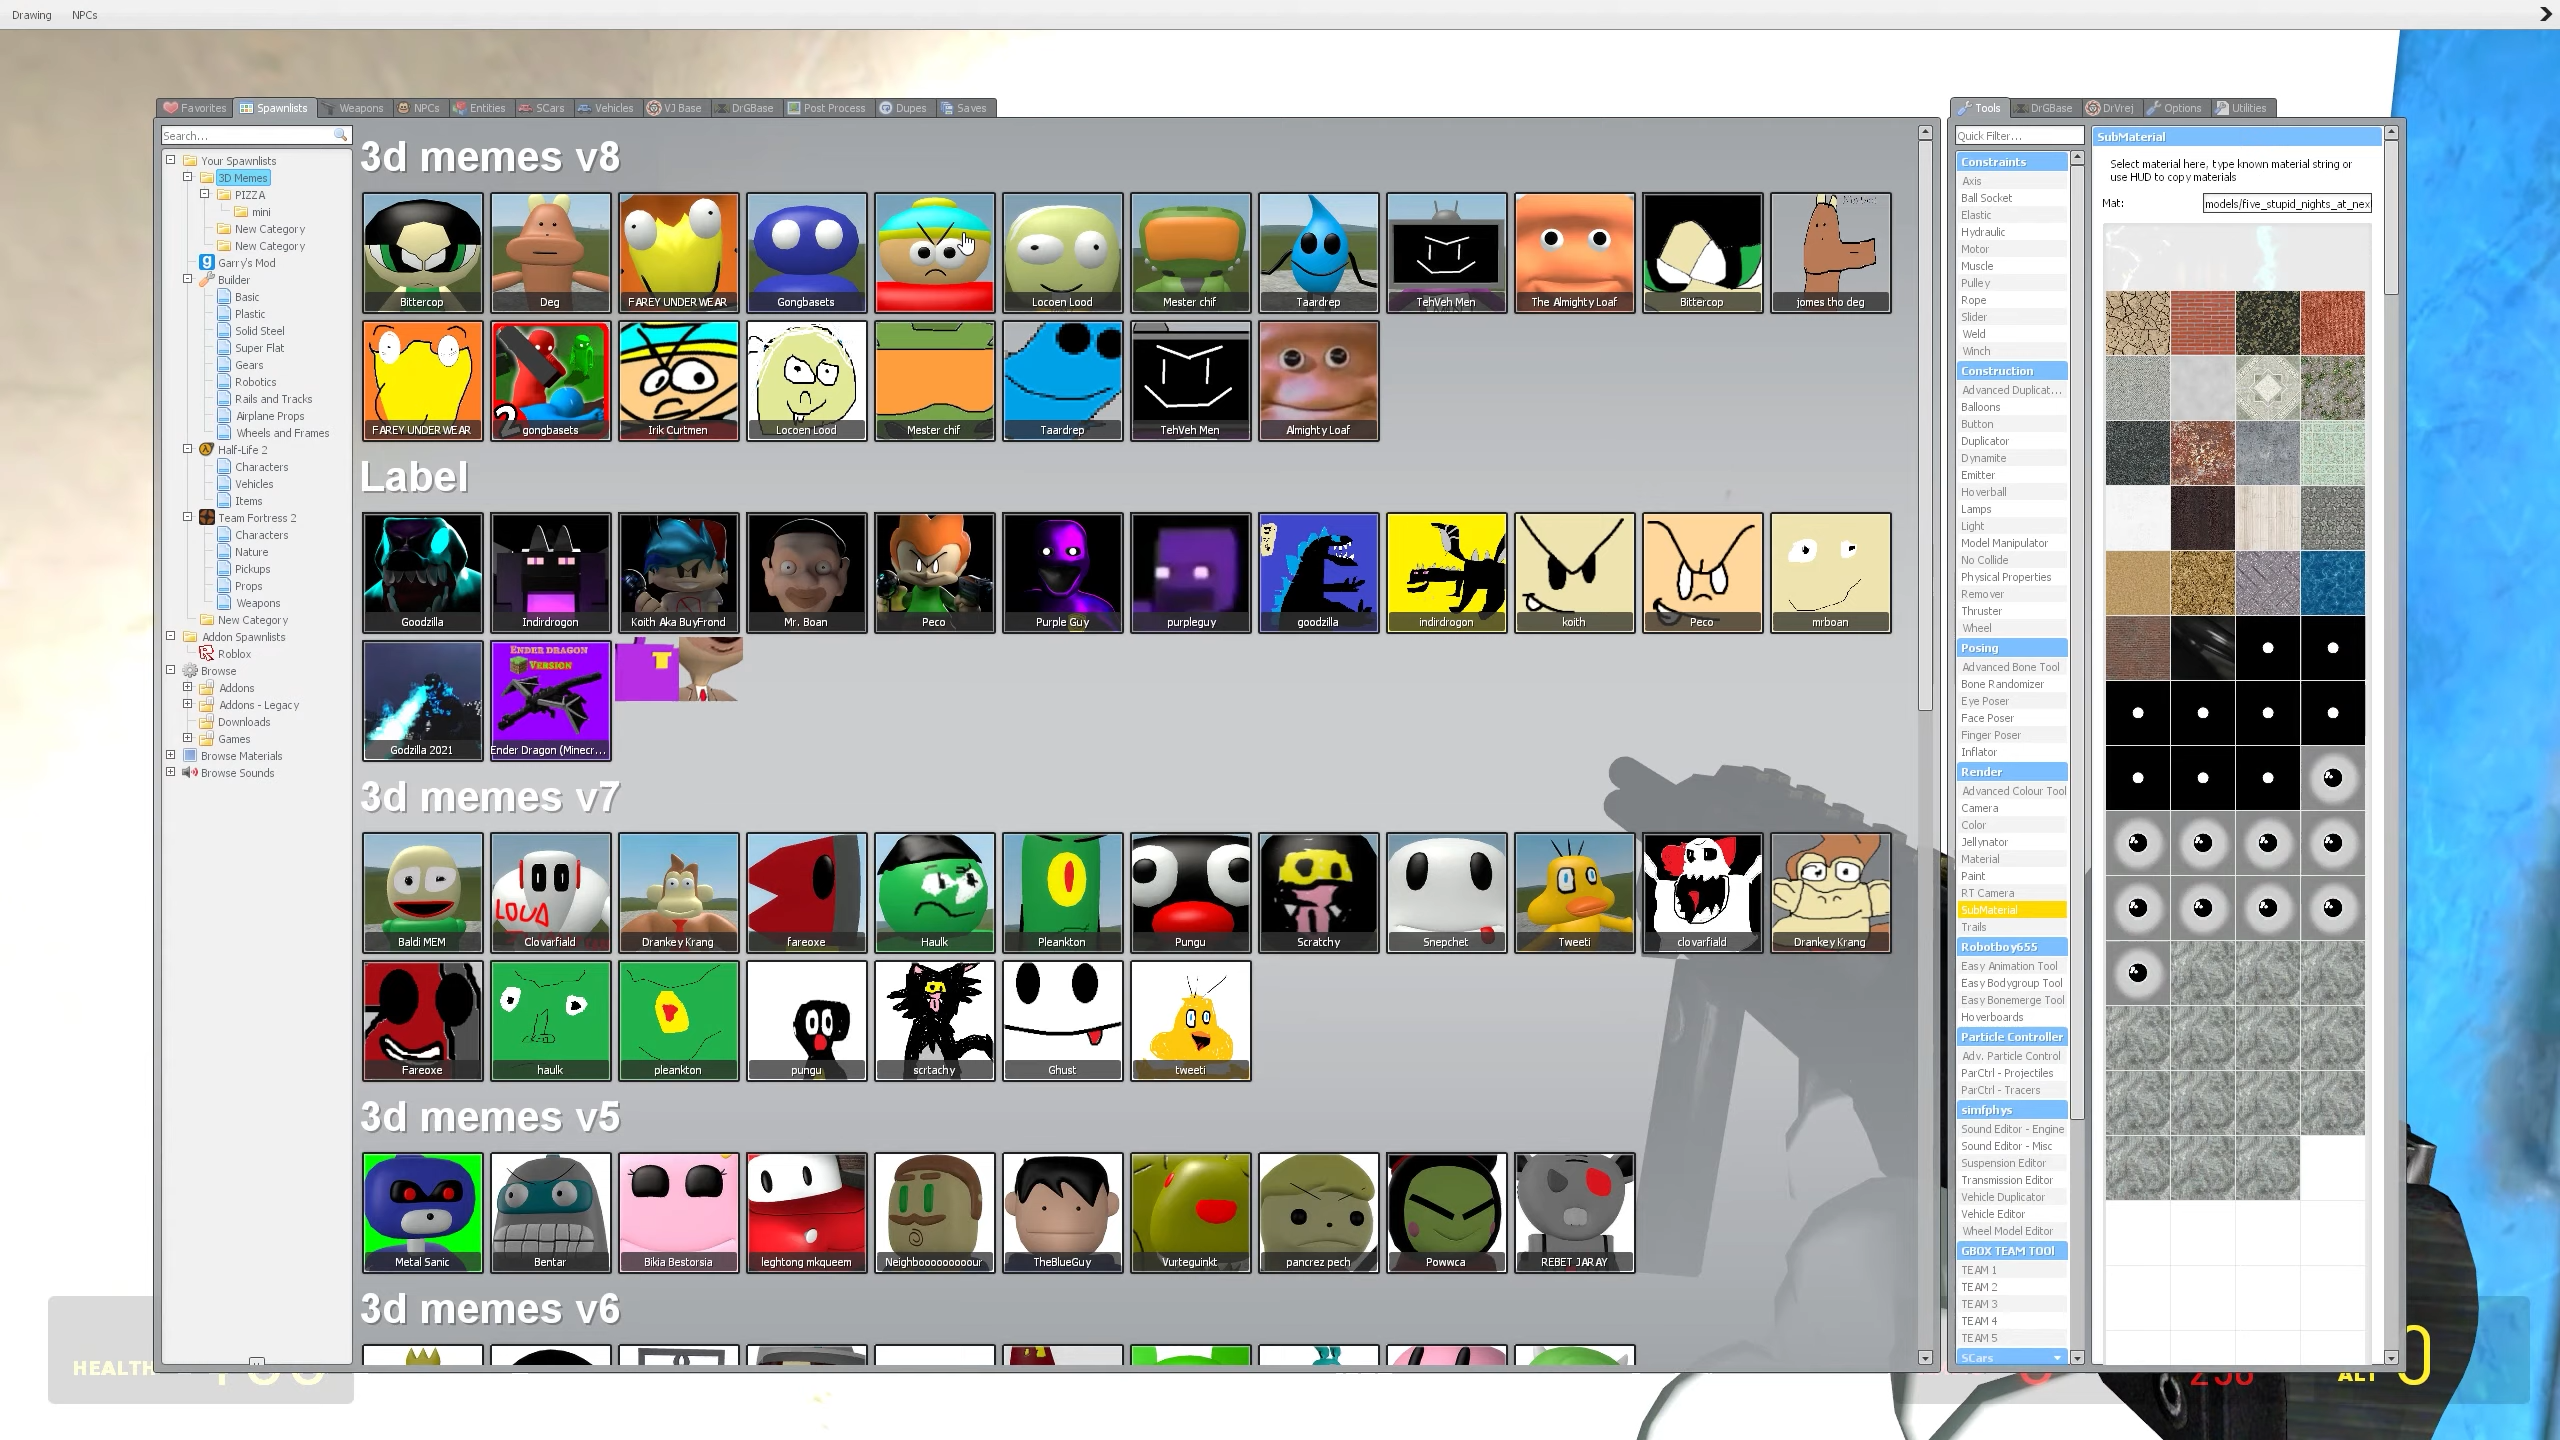 Drawing NPCs
Favorites Spawnlists Weapons NPCs Entities SCars Vehicles VJ Base DrGBase Post Process Dupes Saves
Search...
Your Spawnlists
3D Memes
PIZZA
mini
New Category
New Category
Garry's Mod
Builder
Basic
Plastic
Solid Steel
Super Flat
Gears
Robotics
Rails and Tracks
Airplane Props
Wheels and Frames
Half-Life 2
Characters
Vehicles
Items
Team Fortress 2
Characters
Nature
Pickups
Props
Weapons
New Category
Addon Spawnlists
Roblox
Browse
Addons
Addons - Legacy
Downloads
Games
Browse Materials
Browse Sounds
3d memes v8
Bittercop Deg FAREY UNDERWEAR Gongbasets Locoen Lood Mester chif Taardrep TehVeh Men The Almighty Loaf Bittercop jomes tho deg
FAREY UNDERWEAR 2 gongbasets Irik Curtmen Locoen Lood Mester chif Taardrep TehVeh Men Almighty Loaf
Label
Goodzilla Indirdrogon Koith Aka BuyFrond Mr. Boan Peco Purple Guy purpleguy goodzilla indirdrogon koith Peco mrboan
ENDER DRAGON
VERSION
Godzilla 2021 Ender Dragon (Minecr...
3d memes v7
LOUD
Baldi MEM Clovarfiald Drankey Krang fareoxe Haulk Pleankton Pungu Scratchy Snepchet Tweeti clovarfiald Drankey Krang
Fareoxe haulk pleankton pungu scrtachy Ghust tweeti
3d memes v5
Metal Sanic Bentar Bikia Bestorsia leghtong mkqueem Neighboooooooour TheBlueGuy Vurteguinkt pancrez pech Powwca REBET JARAY
3d memes v6
Tools DrGBase DrVrej Options Utilities
Quick Filter...
Constraints
Axis
Ball Socket
Elastic
Hydraulic
Motor
Muscle
Pulley
Rope
Slider
Weld
Winch
Construction
Advanced Duplicat...
Balloons
Button
Duplicator
Dynamite
Emitter
Hoverball
Lamps
Light
Model Manipulator
No Collide
Physical Properties
Remover
Thruster
Wheel
Posing
Advanced Bone Tool
Bone Randomizer
Eye Poser
Face Poser
Finger Poser
Inflator
Render
Advanced Colour Tool
Camera
Color
Jellynator
Material
Paint
RT Camera
SubMaterial
Trails
Robotboy655
Easy Animation Tool
Easy Bodygroup Tool
Easy Bonemerge Tool
Hoverboards
Particle Controller
Adv. Particle Control
ParCtrl - Projectiles
ParCtrl - Tracers
simfphys
Sound Editor - Engine
Sound Editor - Misc
Suspension Editor
Transmission Editor
Vehicle Duplicator
Vehicle Editor
Wheel Model Editor
GBOX TEAM TOOl
TEAM 1
TEAM 2
TEAM 3
TEAM 4
TEAM 5
SCars
SubMaterial
Select material here, type known material string or
use HUD to copy materials
Mat: models/five_stupid_nights_at_nex
HEALTH
ALT 0